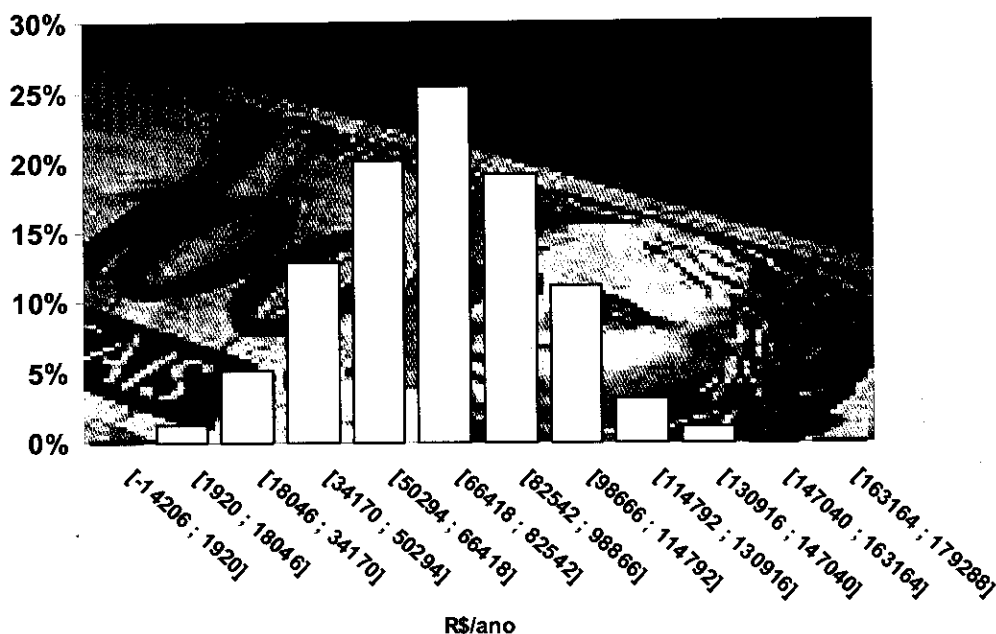 30%
25%
20%
15%
10%
5%
0%
[-14206 ; 1920]
[1920 ; 18046]
[18046 ; 34170]
[34170 ; 50294]
[50294 ; 66418]
[66418 ; 82542]
[82542 ; 98666]
[98666 ; 114792]
[114792 ; 130916]
[130916 ; 147040]
[147040 ; 163164]
[163164 ; 179288]
R$/ano